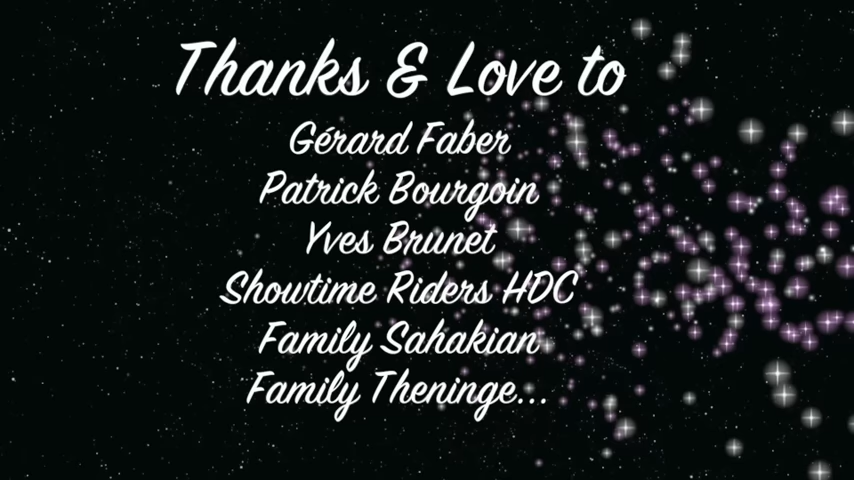 Thanks & Love to
Gérard Faber
Patrick Bourgoin
Yves Brunet
Showtime Riders HDC
Family Sahakian
Family Theninge...